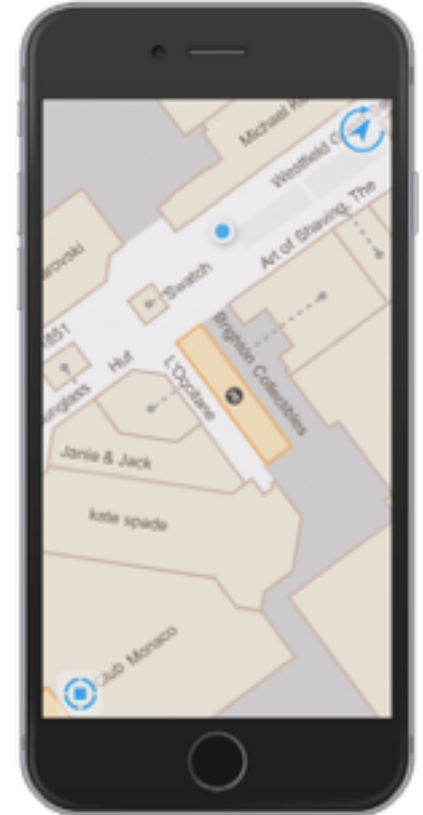 Michael K
Westfield
Art of Shaving, The
arovski
Swatch
1851
Hut
unglass
L'Occitane
Brighton Collectibles
Janie & Jack
kate spade
Club Monaco